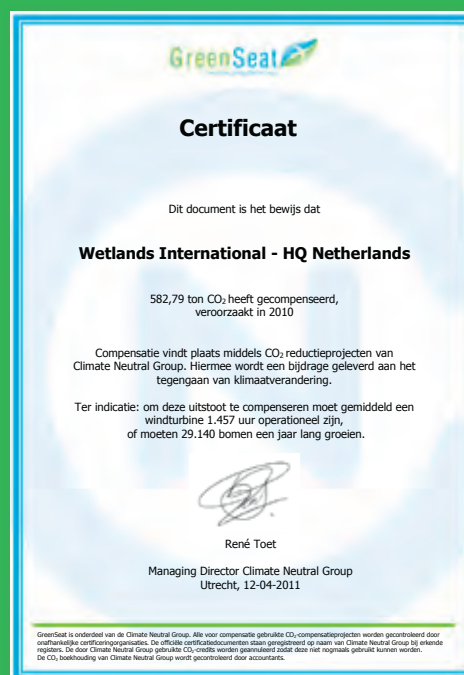 GreenSeat
Certificaat
Dit document is het bewijs dat
Wetlands International - HQ Netherlands
582,79 ton CO₂ heeft gecompenseerd,
veroorzaakt in 2010
Compensatie vindt plaats middels CO₂ reductieprojecten van
Climate Neutral Group. Hiermee wordt een bijdrage geleverd aan het
tegengaan van klimaatverandering.
Ter indicatie: om deze uitstoot te compenseren moet gemiddeld een
windturbine 1.457 uur operationeel zijn,
of moeten 29.140 bomen een jaar lang groeien.
René Toet
Managing Director Climate Neutral Group
Utrecht, 12-04-2011
GreenSeat is onderdeel van de Climate Neutral Group. Alle voor compensatie gebruikte CO₂-compensatieprojecten worden gecontroleerd door
onafhankelijke certificeringorganisaties. De officiële certificatiedocumenten staan geregistreerd op naam van Climate Neutral Group bij erkende
registers. De door Climate Neutral Group gebruikte CO₂-credits worden geannuleerd zodat deze niet nogmaals gebruikt kunnen worden.
De CO₂ boekhouding van Climate Neutral Group wordt gecontroleerd door accountants.